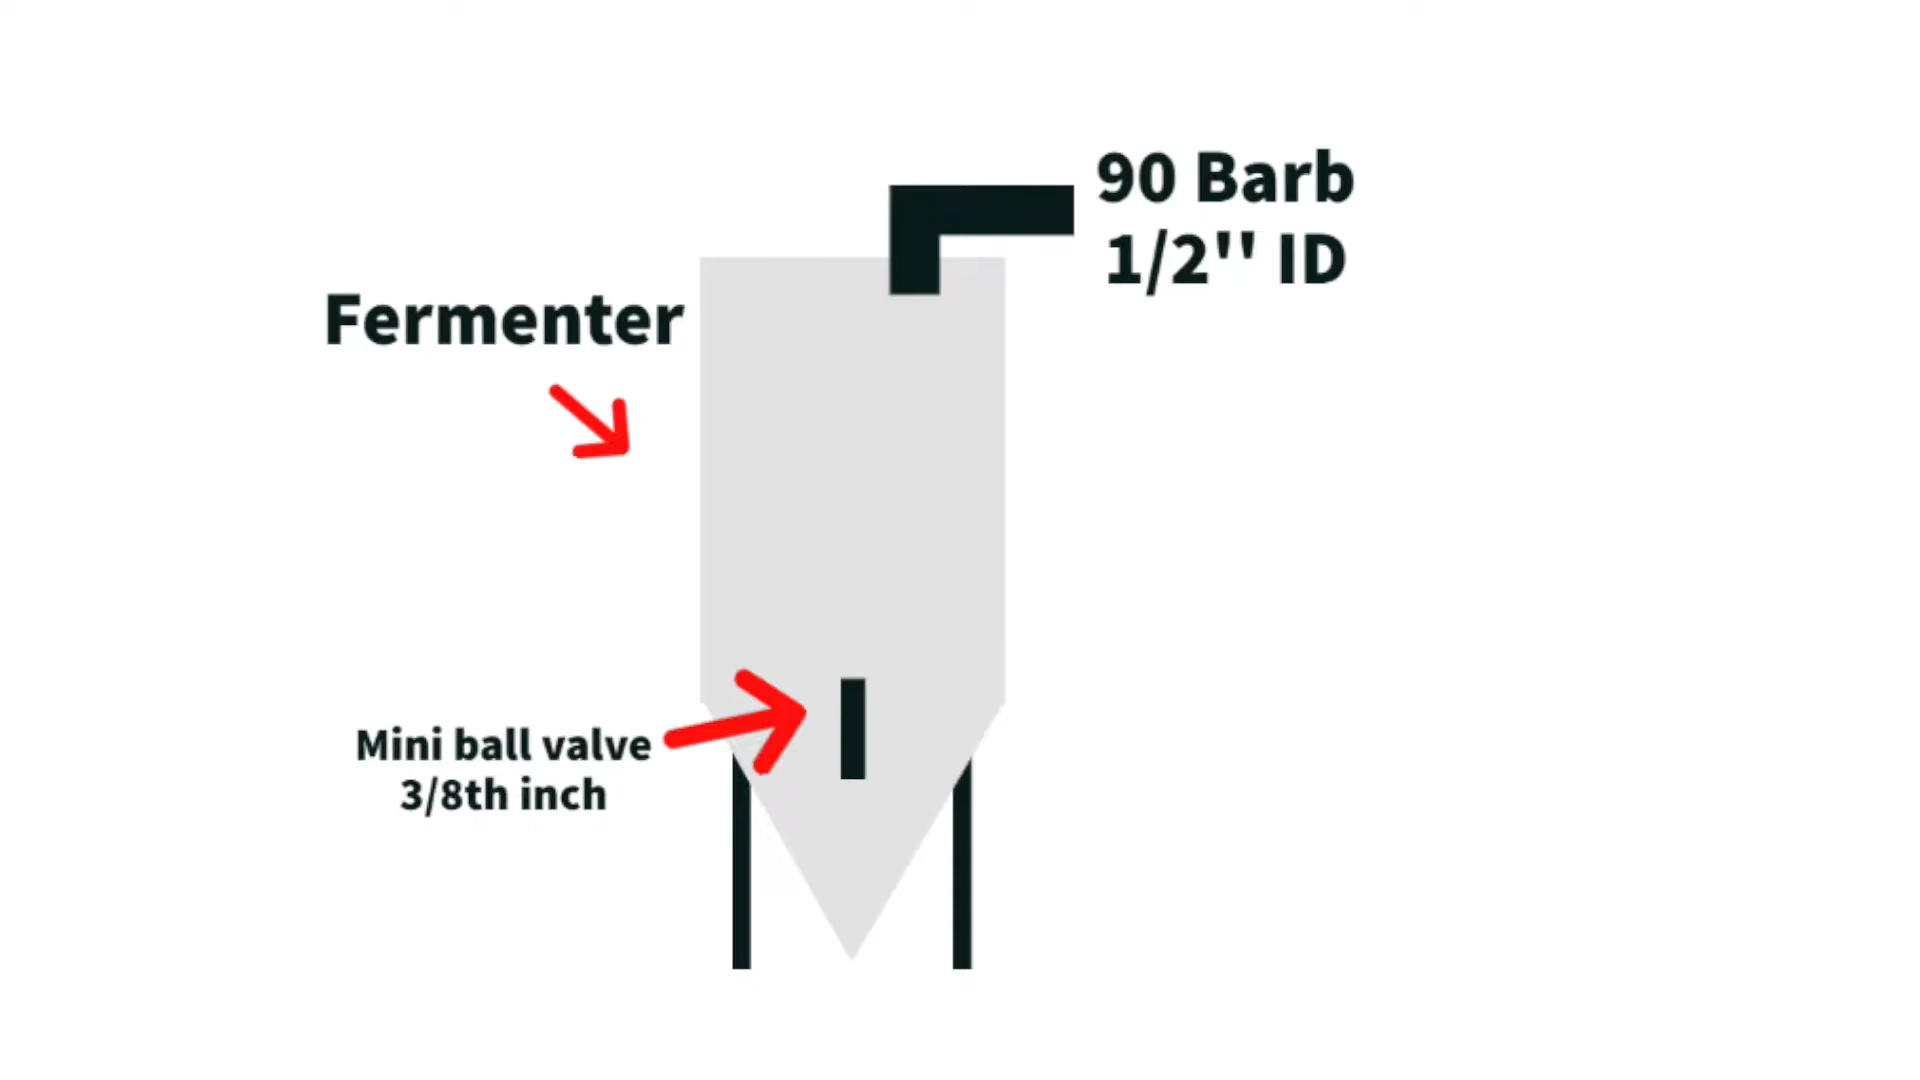 90 Barb
1/2'' ID
Fermenter
Mini ball valve
3/8th inch